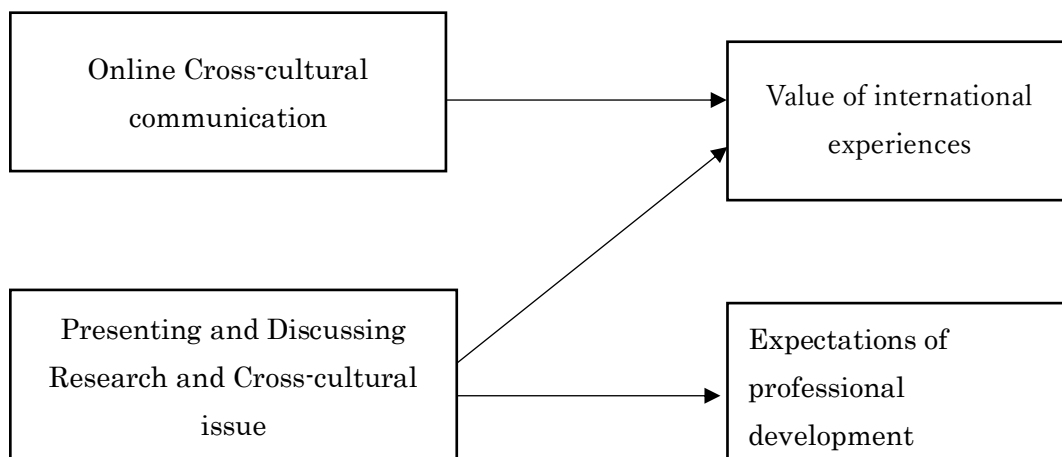 Online Cross-cultural
communication
Value of international
experiences
Presenting and Discussing
Research and Cross-cultural
issue
Expectations of
professional
development